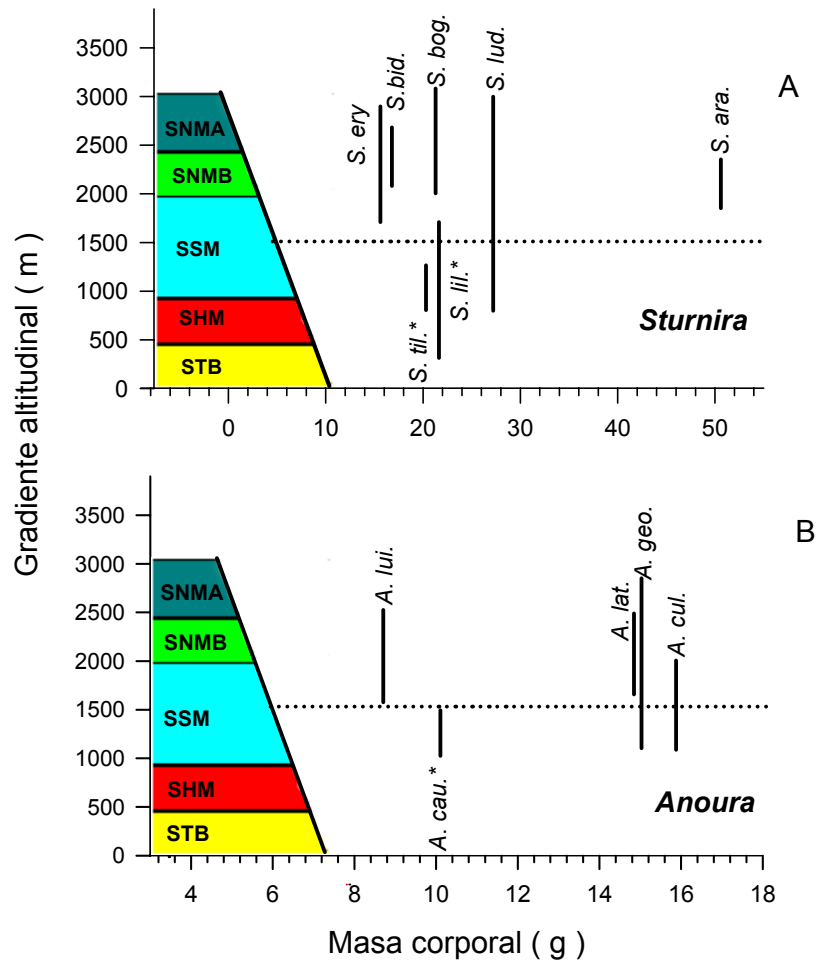 A
S. ery
S.bid.
S. bog.
S. lud.
S. ara.
3500
3000
2500
2000
1500
1000
500
0
SNMA
SNMB
SSM
SHM
STB
S. til.*
S. lil.*
Sturnira
0
10
20
30
40
50
Gradiente altitudinal ( m )
B
A. lui.
A. lat.
A. geo.
A. cul.
3500
3000
2500
2000
1500
1000
500
0
SNMA
SNMB
SSM
SHM
STB
A. cau.*
Anoura
4
6
8
10
12
14
16
18
Masa corporal ( g )